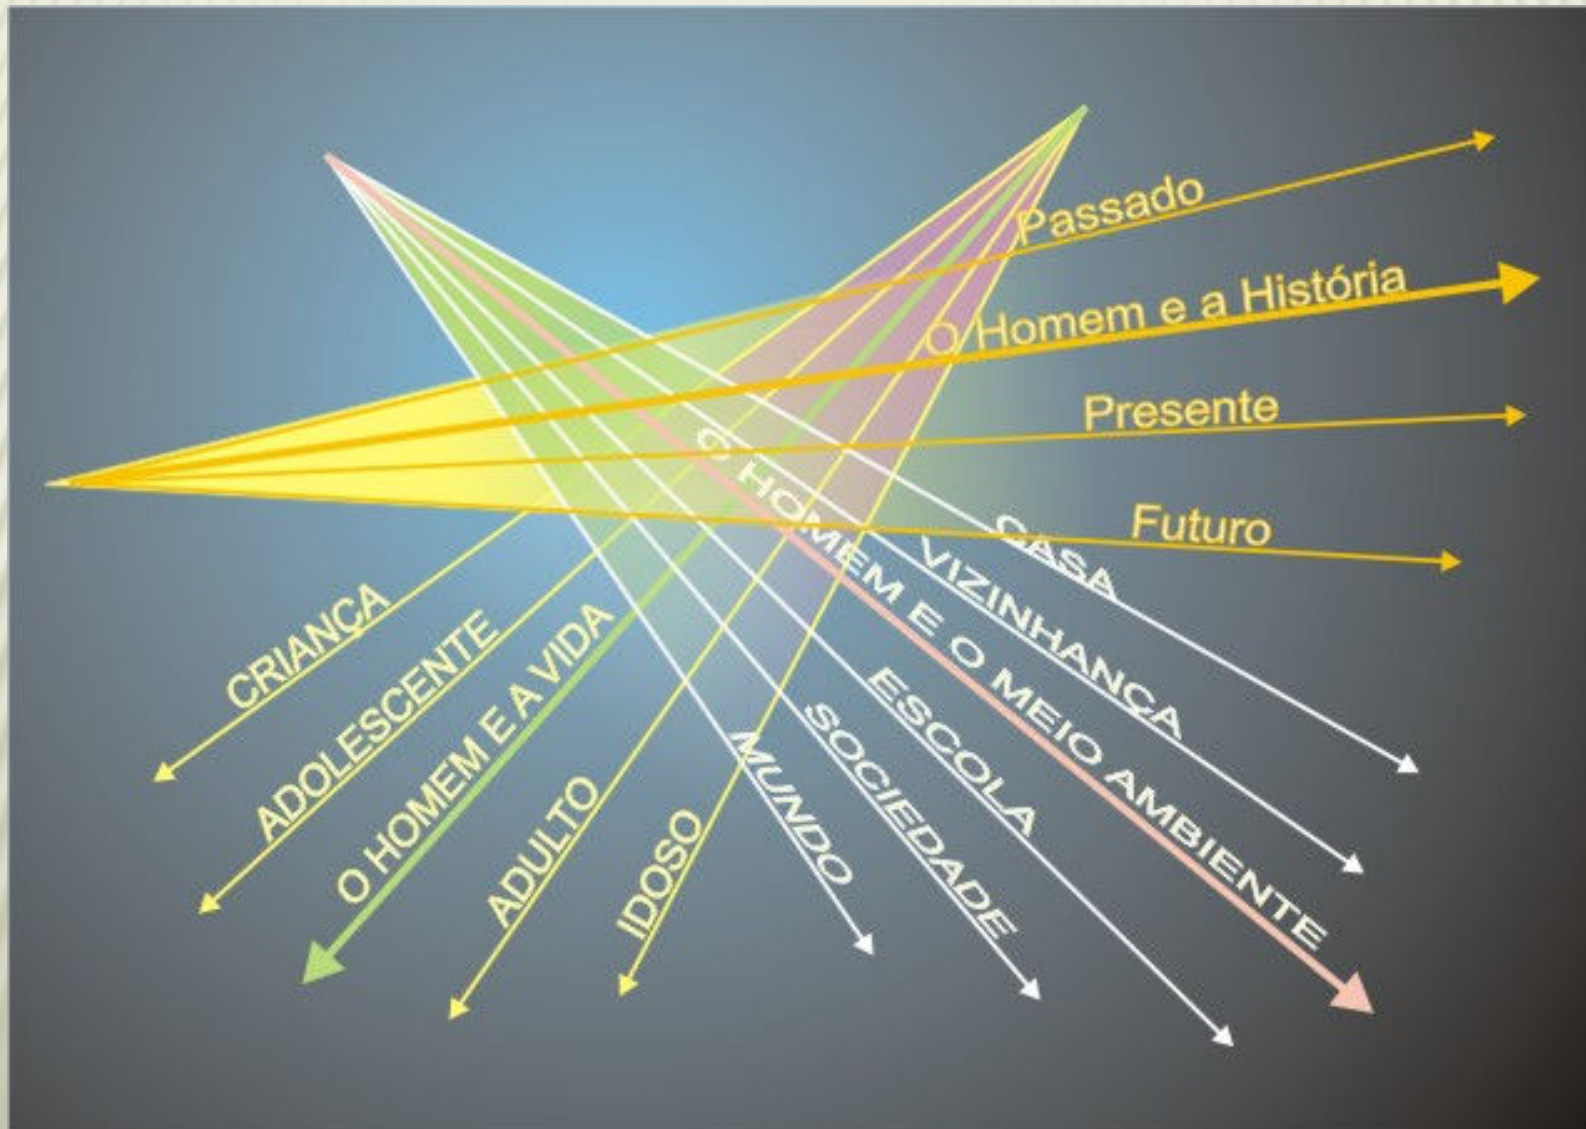 Passado
O Homem e a História
Presente
Futuro
CASA
VIZINHANÇA
O HOMEM E O MEIO AMBIENTE
ESCOLA
SOCIEDADE
MUNDO
CRIANÇA
ADOLESCENTE
O HOMEM E A VIDA
ADULTO
IDOSO